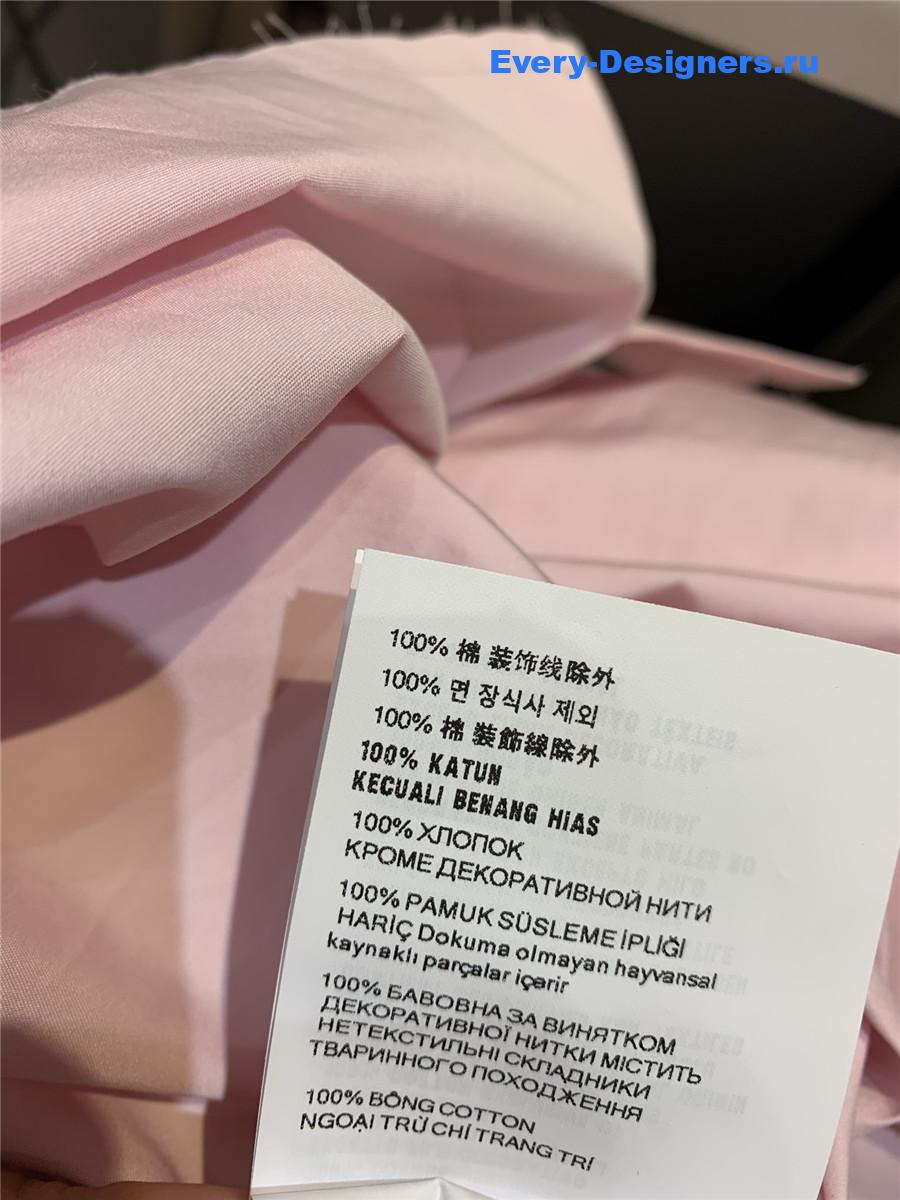 Every-Designers.ru
100% 棉 装饰线除外
100% 면 장식사 제외
100% 棉 裝飾線除外
100% KATUN
KECUALI BENANG HIAS
100% ХЛОПОК
КРОМЕ ДЕКОРАТИВНОЙ НИТИ
100% PAMUK SÜSLEME İPLİĞİ
HARİÇ Dokuma olmayan hayvansal
kaynaklı parçalar içerir
100% БАВОВНА ЗА ВИНЯТКОМ
ДЕКОРАТИВНОЇ НИТКИ МІСТИТЬ
НЕТЕКСТИЛЬНІ СКЛАДНИКИ
ТВАРИННОГО ПОХОДЖЕННЯ
100% BÔNG COTTON
NGOẠI TRỪ CHỈ TRANG TRÍ